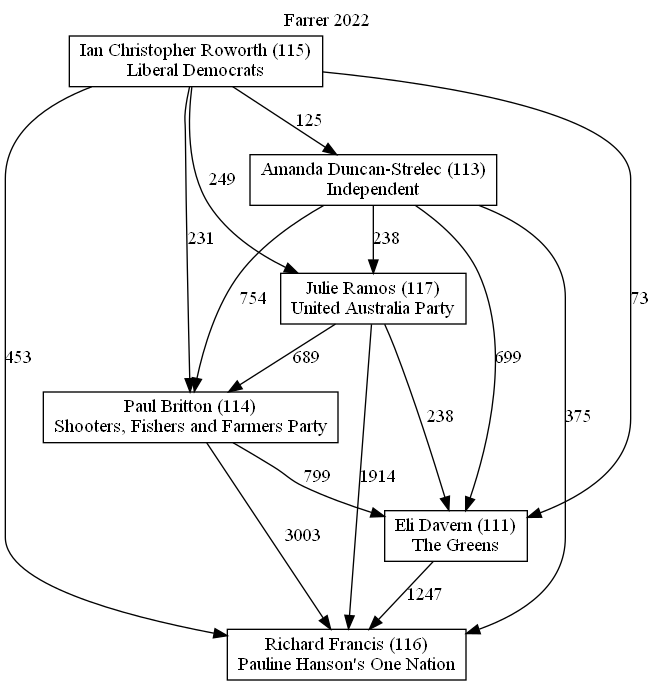 Farrer 2022
Ian Christopher Roworth (115)
Liberal Democrats
125
Amanda Duncan-Strelec (113)
Independent
249
231
238
Julie Ramos (117)
United Australia Party
754
73
453
689
699
Paul Britton (114)
Shooters, Fishers and Farmers Party
238
375
799
1914
Eli Davern (111)
The Greens
3003
1247
Richard Francis (116)
Pauline Hanson's One Nation